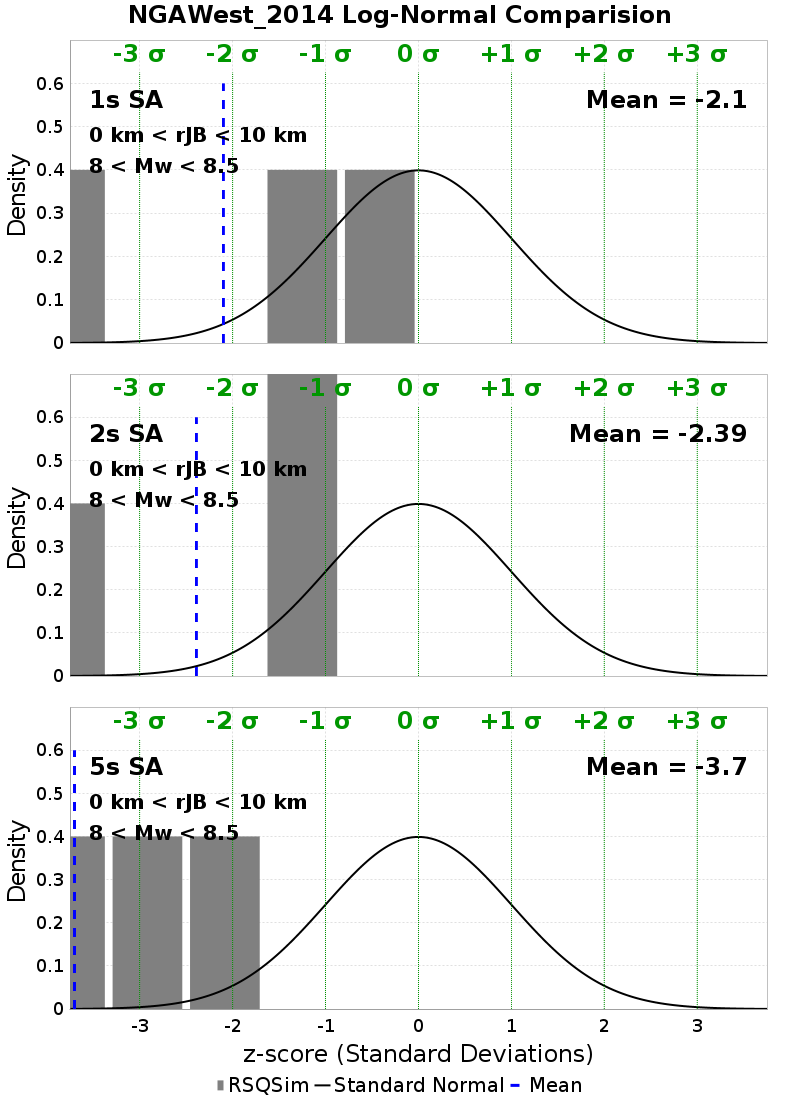 NGAWest_2014 Log-Normal Comparision
-3 σ -2 σ -1 σ 0 σ +1 σ +2 σ +3 σ
0.6
1s SA Mean = -2.1
0.5
0 km < rJB < 10 km
8 < Mw < 8.5
0.4
0.3
0.2
0.1
0
Density
-3 σ -2 σ -1 σ 0 σ +1 σ +2 σ +3 σ
0.6
2s SA Mean = -2.39
0.5
0 km < rJB < 10 km
8 < Mw < 8.5
0.4
0.3
0.2
0.1
0
Density
-3 σ -2 σ -1 σ 0 σ +1 σ +2 σ +3 σ
0.6
5s SA Mean = -3.7
0.5
0 km < rJB < 10 km
8 < Mw < 8.5
0.4
0.3
0.2
0.1
0
Density
-3 -2 -1 0 1 2 3
z-score (Standard Deviations)
RSQSim Standard Normal Mean